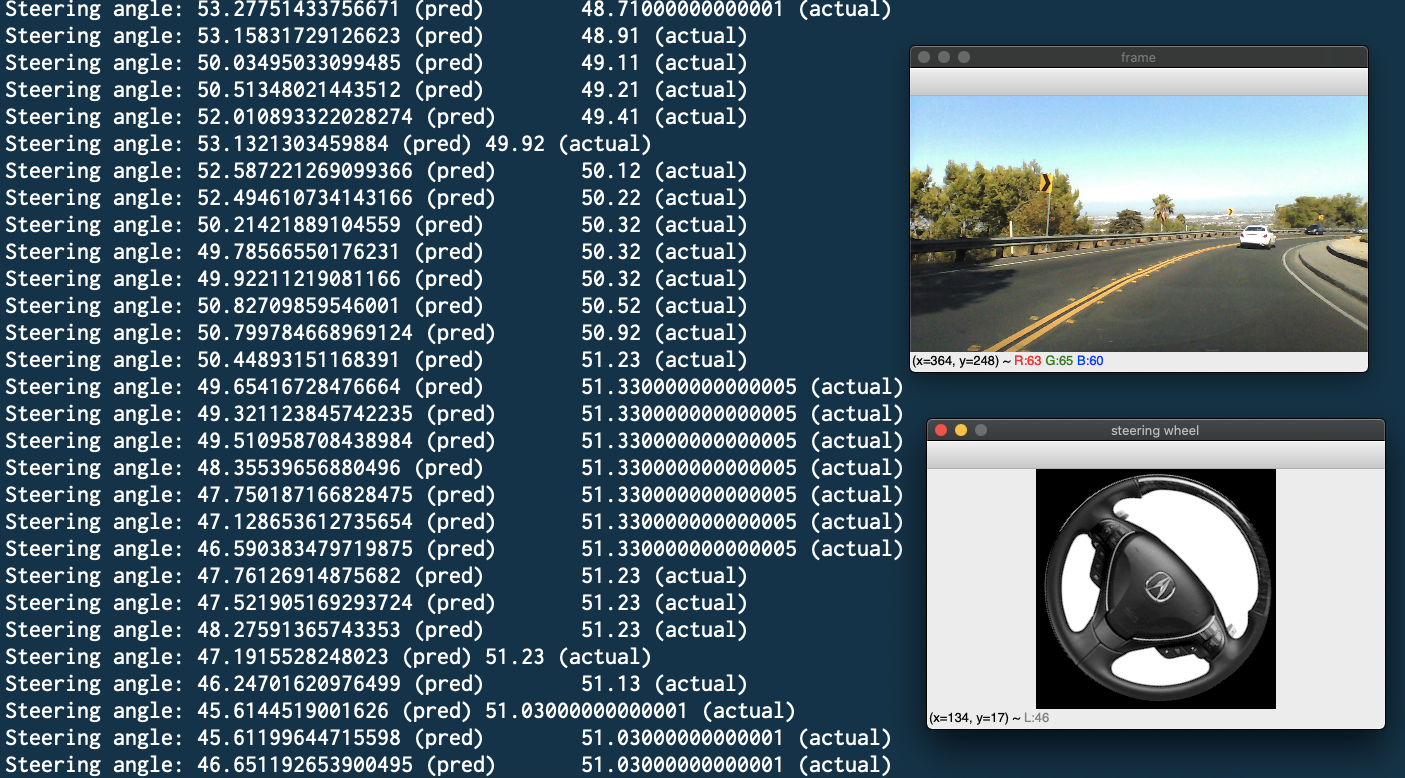 Steering angle: 53.27751433756671 (pred) 48.71000000000001 (actual)
Steering angle: 53.15831729126623 (pred) 48.91 (actual)
Steering angle: 50.03495033099485 (pred) 49.11 (actual)
Steering angle: 50.51348021443512 (pred) 49.21 (actual)
Steering angle: 52.010893322028274 (pred) 49.41 (actual)
Steering angle: 53.1321303459884 (pred) 49.92 (actual)
Steering angle: 52.587221269099366 (pred) 50.12 (actual)
Steering angle: 52.494610734143166 (pred) 50.22 (actual)
Steering angle: 50.21421889104559 (pred) 50.32 (actual)
Steering angle: 49.78566550176231 (pred) 50.32 (actual)
Steering angle: 49.92211219081166 (pred) 50.32 (actual)
Steering angle: 50.82709859546001 (pred) 50.52 (actual)
Steering angle: 50.799784668969124 (pred) 50.92 (actual)
Steering angle: 50.44893151168391 (pred) 51.23 (actual)
Steering angle: 49.65416728476664 (pred) 51.330000000000005 (actual)
Steering angle: 49.321123845742235 (pred) 51.330000000000005 (actual)
Steering angle: 49.510958708438984 (pred) 51.330000000000005 (actual)
Steering angle: 48.35539656880496 (pred) 51.330000000000005 (actual)
Steering angle: 47.750187166828475 (pred) 51.330000000000005 (actual)
Steering angle: 47.128653612735654 (pred) 51.330000000000005 (actual)
Steering angle: 46.590383479719875 (pred) 51.330000000000005 (actual)
Steering angle: 47.76126914875682 (pred) 51.23 (actual)
Steering angle: 47.521905169293724 (pred) 51.23 (actual)
Steering angle: 48.27591365743353 (pred) 51.23 (actual)
Steering angle: 47.1915528248023 (pred) 51.23 (actual)
Steering angle: 46.24701620976499 (pred) 51.13 (actual)
Steering angle: 45.6144519001626 (pred) 51.03000000000001 (actual)
Steering angle: 45.61199644715598 (pred) 51.03000000000001 (actual)
Steering angle: 46.651192653900495 (pred) 51.03000000000001 (actual)
frame
(x=364, y=248) ~ R:63 G:65 B:60
steering wheel
(x=134, y=17) ~ L:46